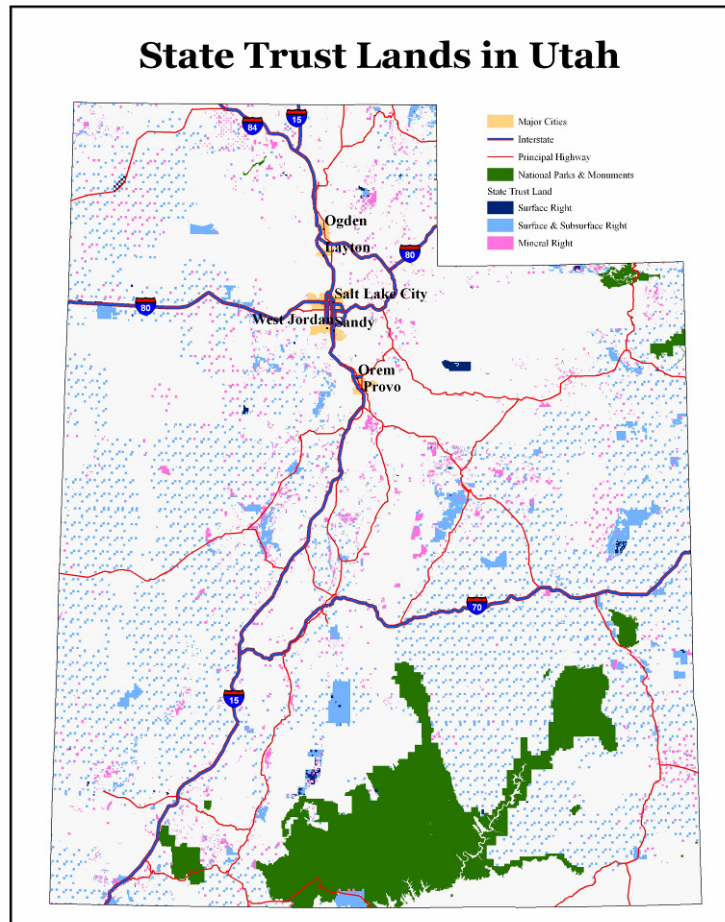 State Trust Lands in Utah
84
15
Major Cities
Interstate
Principal Highway
National Parks & Monuments
State Trust Land
Surface Right
Surface & Subsurface Right
Mineral Right
Ogden
Layton
80
Salt Lake City
80
West Jordan
Sandy
Orem
Provo
70
15